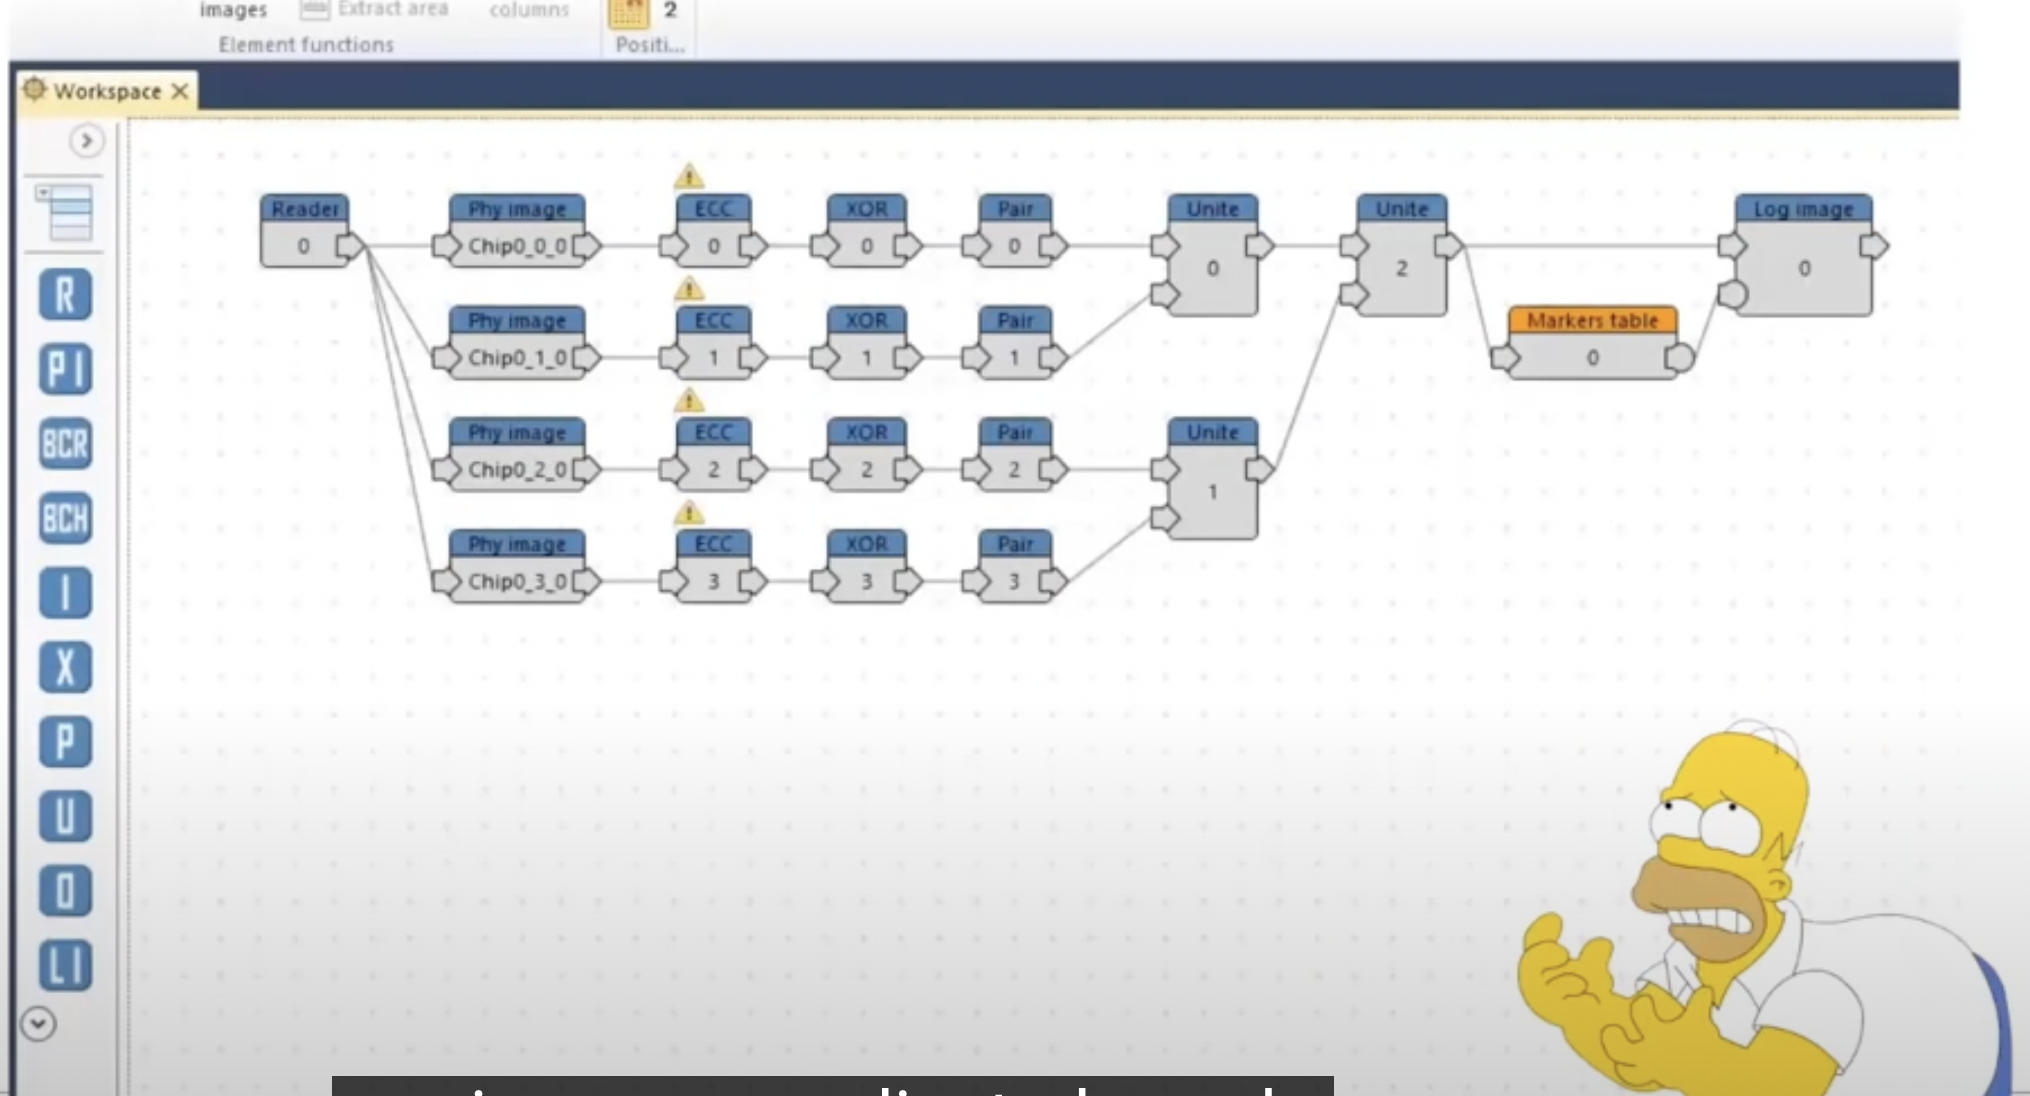 images Extract area columns 2
Element functions Positi...
Workspace
Reader Phy image ECC XOR Pair Unite Unite Log image
0 Chip0_0_0 0 0 0 0 2 0
Phy image ECC XOR Pair Markers table
Chip0_1_0 1 1 1 0
Phy image ECC XOR Pair Unite
Chip0_2_0 2 2 2 1
Phy image ECC XOR Pair
Chip0_3_0 3 3 3
R
PI
BCR
BCH
I
X
P
U
O
LI